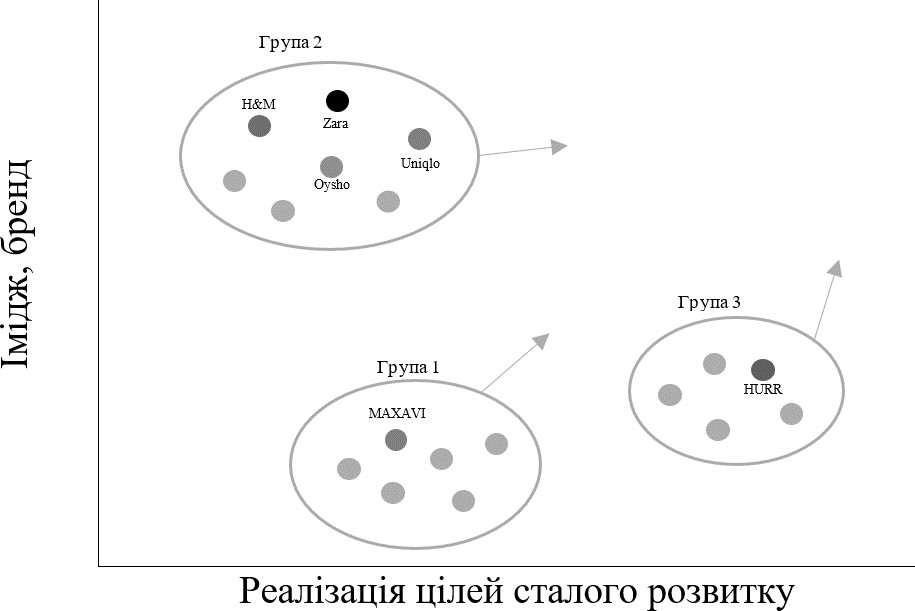 Група 2
H&M
Zara
Uniqlo
Oysho
Імідж, бренд
Група 3
HURR
Група 1
MAXAVI
Реалізація цілей сталого розвитку